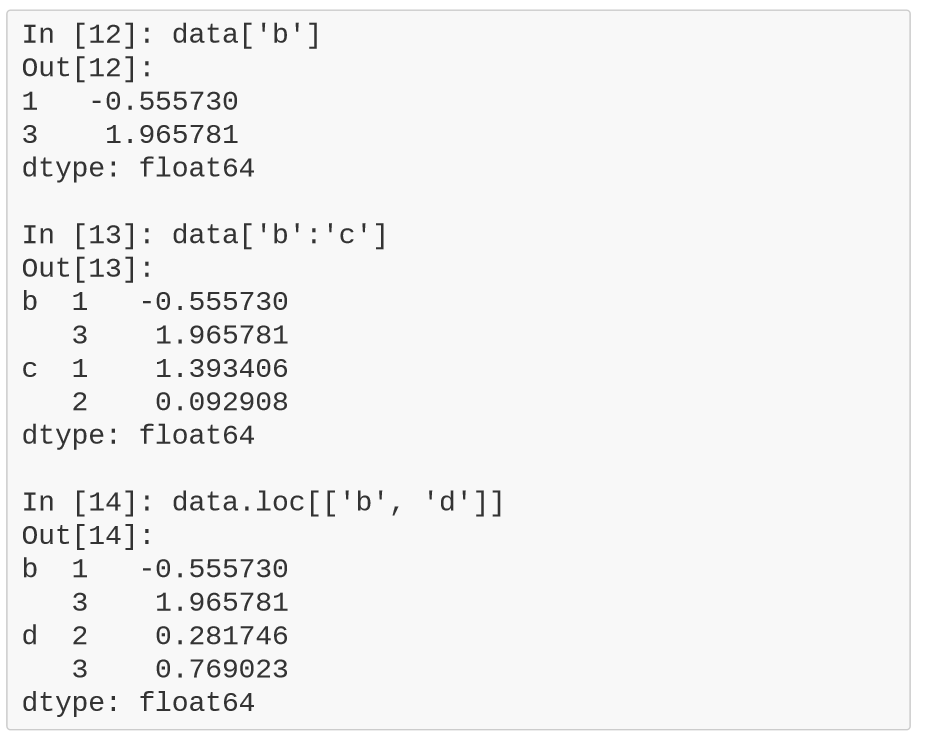 In [12]: data['b']
Out[12]:
1   -0.555730
3    1.965781
dtype: float64

In [13]: data['b':'c']
Out[13]:
b  1   -0.555730
   3    1.965781
c  1    1.393406
   2    0.092908
dtype: float64

In [14]: data.loc[['b', 'd']]
Out[14]:
b  1   -0.555730
   3    1.965781
d  2    0.281746
   3    0.769023
dtype: float64